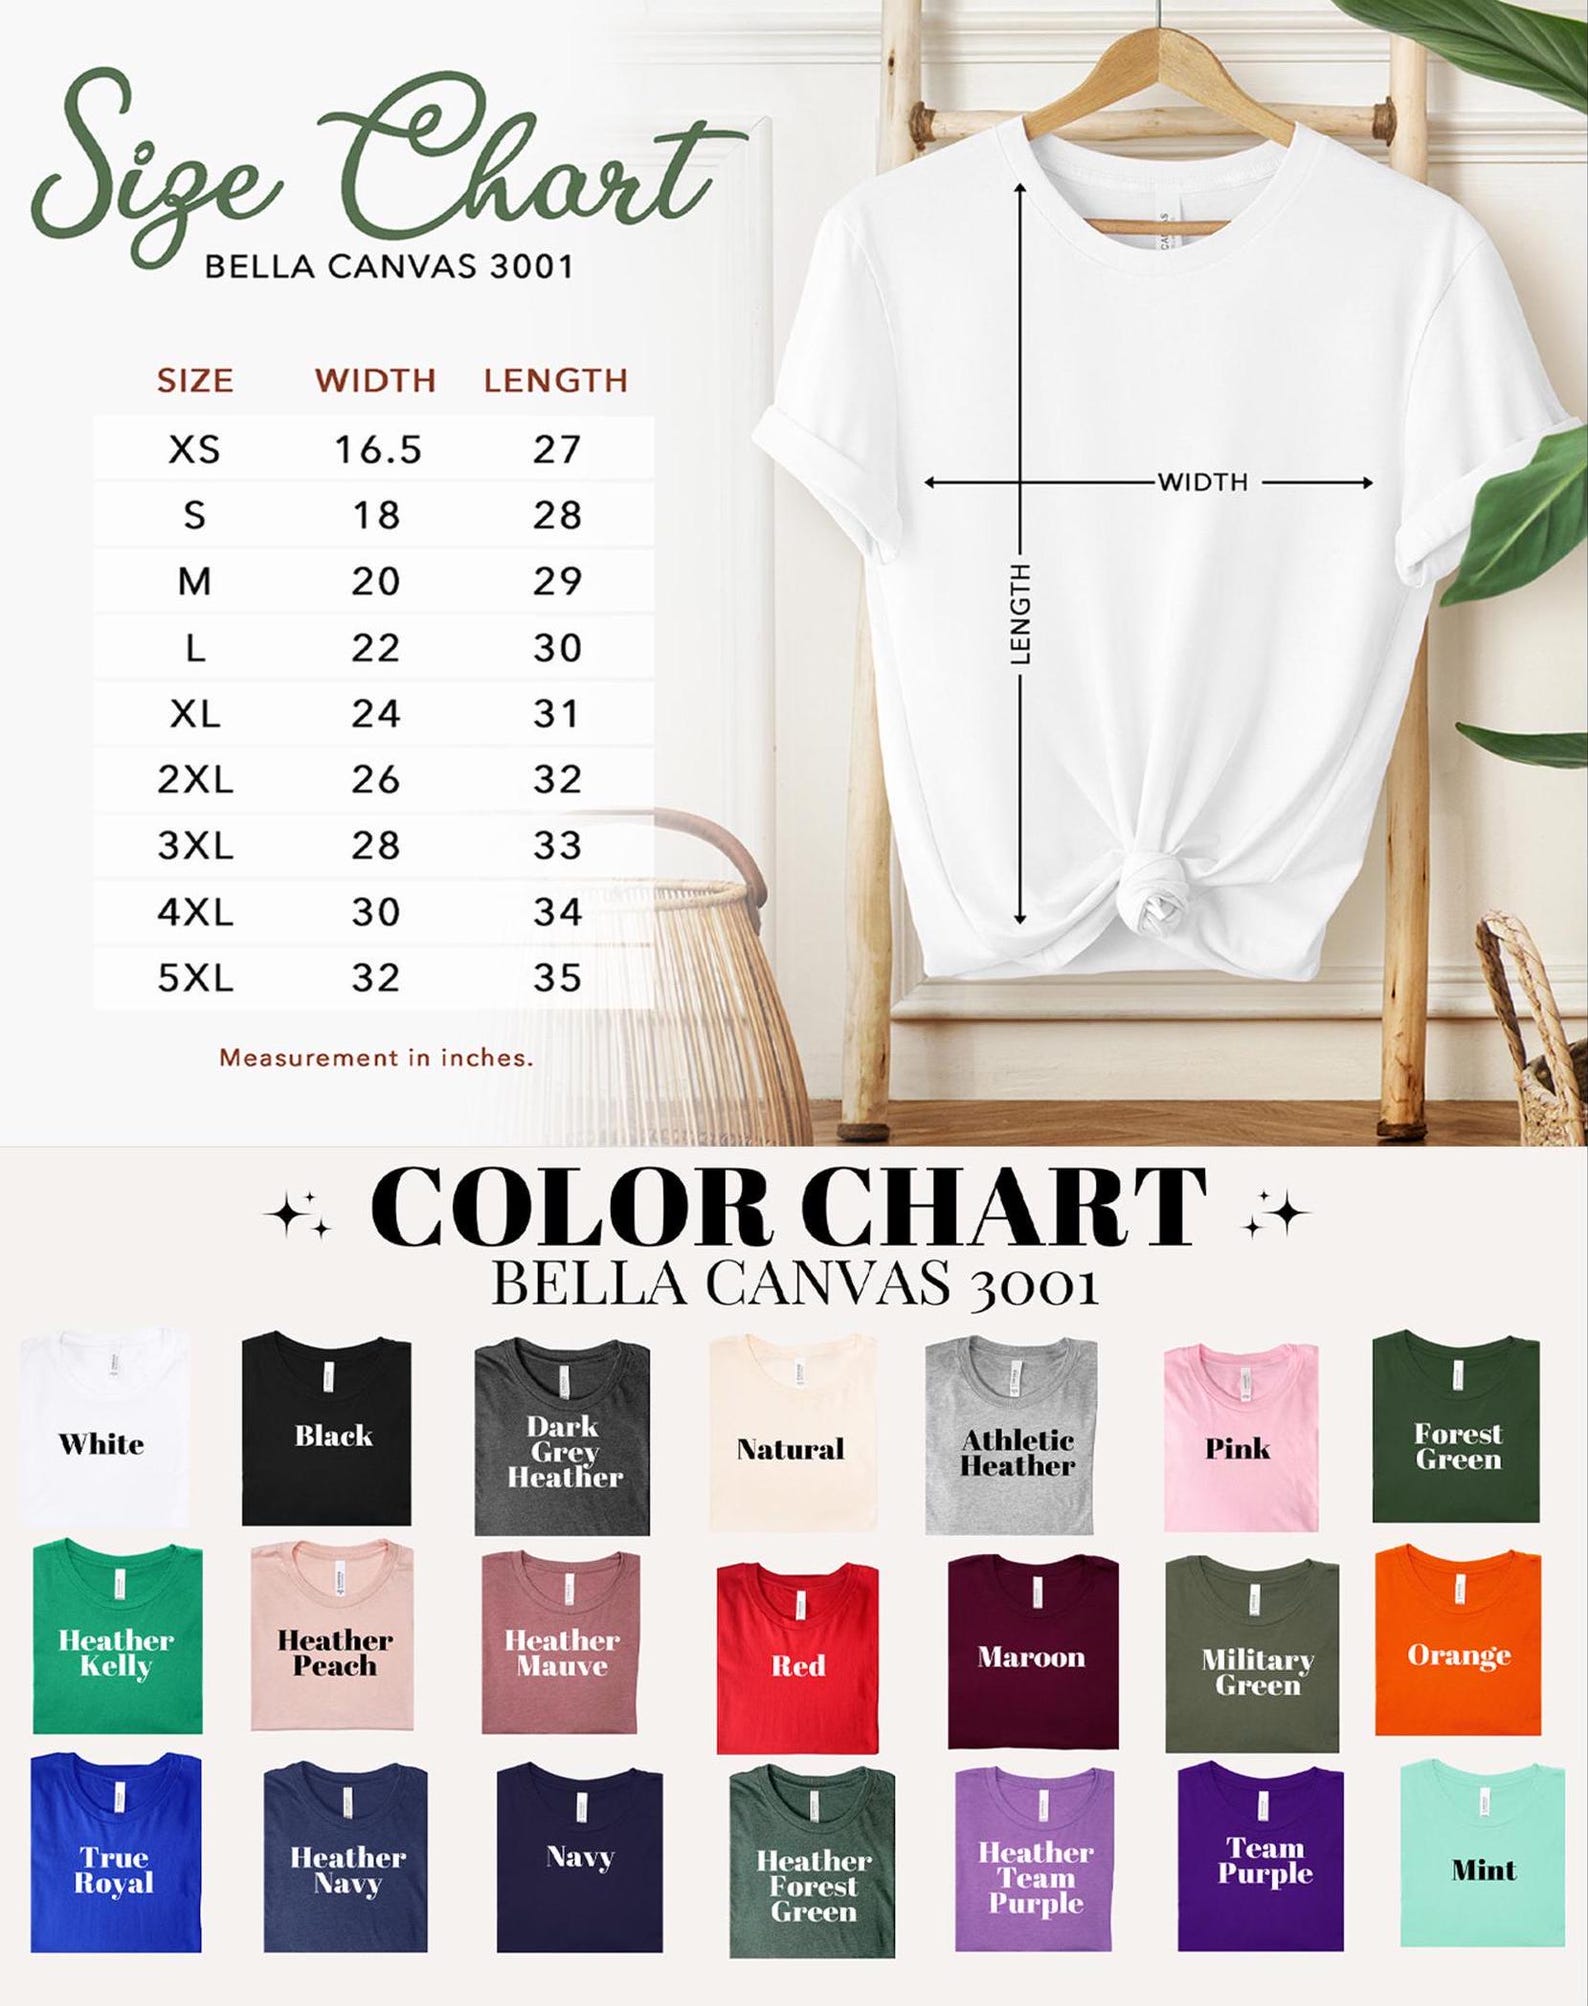 Size Chart
BELLA CANVAS 3001
SIZE WIDTH LENGTH
XS 16.5 27
S 18 28
M 20 29
L 22 30
XL 24 31
2XL 26 32
3XL 28 33
4XL 30 34
5XL 32 35
Measurement in inches.
WIDTH
LENGTH
COLOR CHART
BELLA CANVAS 3001
White
Black
Dark
Grey
Heather
Natural
Athletic
Heather
Pink
Forest
Green
Heather
Kelly
Heather
Peach
Heather
Mauve
Red
Maroon
Military
Green
Orange
True
Royal
Heather
Navy
Navy
Heather
Forest
Green
Heather
Team
Purple
Team
Purple
Mint